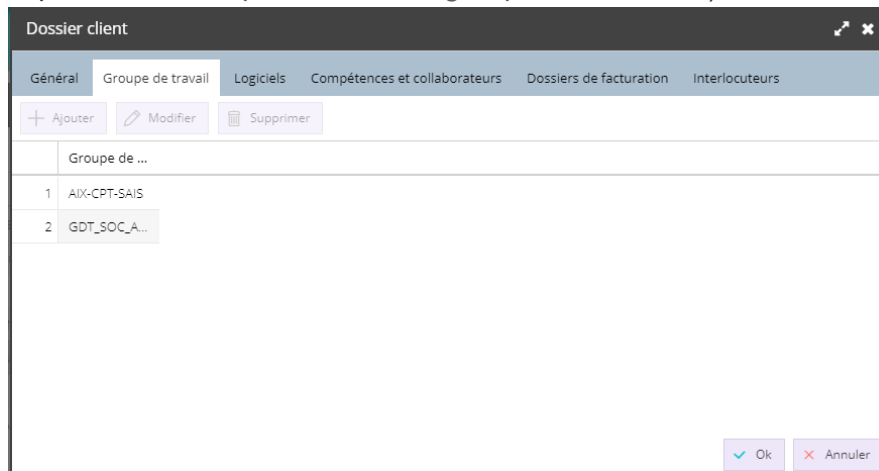 Dossier client
Général Groupe de travail Logiciels Compétences et collaborateurs Dossiers de facturation Interlocuteurs
Ajouter Modifier Supprimer
Groupe de ...
1 AIX-CPT-SAIS
2 GDT_SOC_A...
Ok Annuler